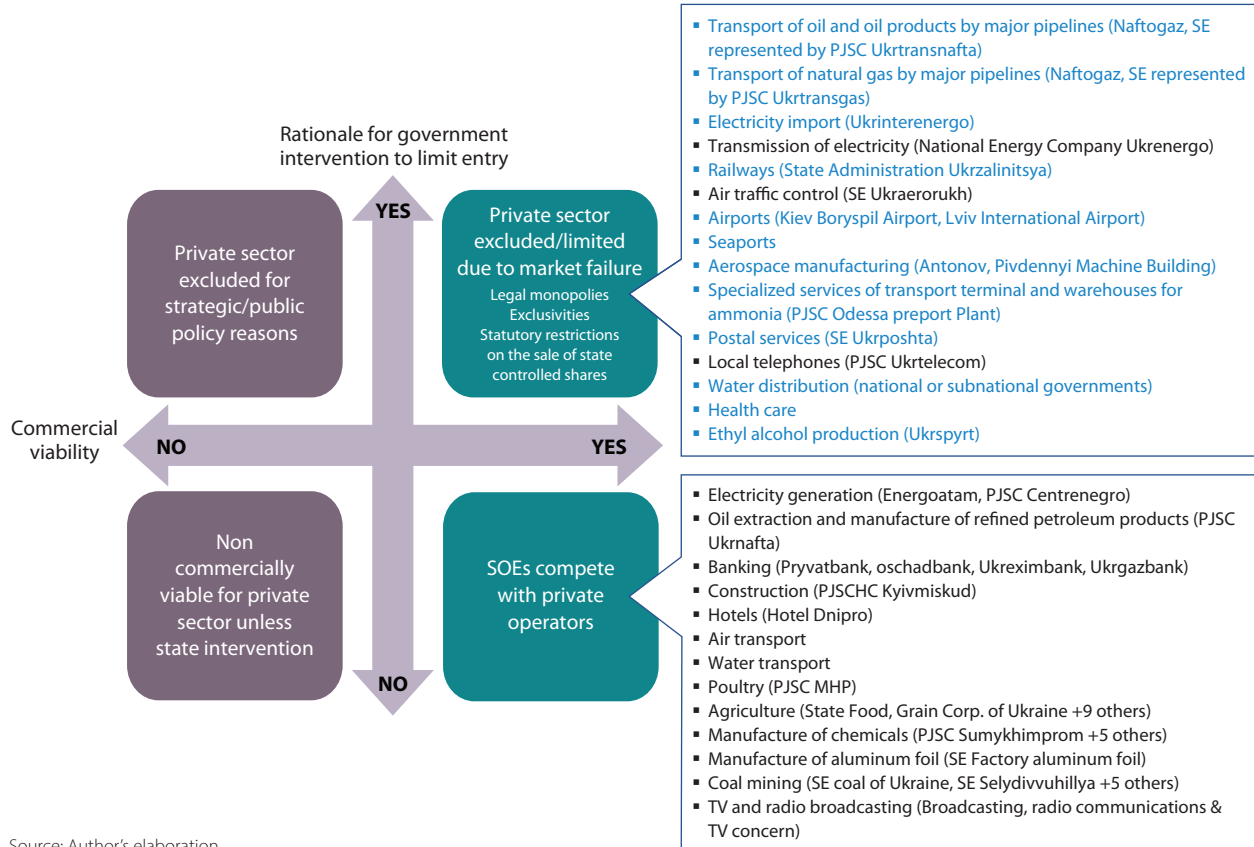 Rationale for government
intervention to limit entry
YES
Private sector
excluded for
strategic/public
policy reasons
Private sector
excluded/limited
due to market failure
Legal monopolies
Exclusivities
Statutory restrictions
on the sale of state
controlled shares
Commercial
viability
NO
YES
Non
commercially
viable for private
sector unless
state intervention
SOEs compete
with private
operators
NO
▪ Transport of oil and oil products by major pipelines (Naftogaz, SE
represented by PJSC Ukrtransnafta)
▪ Transport of natural gas by major pipelines (Naftogaz, SE represented
by PJSC Ukrtransgas)
▪ Electricity import (Ukrinterenergo)
▪ Transmission of electricity (National Energy Company Ukrenergo)
▪ Railways (State Administration Ukrzalinitsya)
▪ Air traffic control (SE Ukraerorukh)
▪ Airports (Kiev Boryspil Airport, Lviv International Airport)
▪ Seaports
▪ Aerospace manufacturing (Antonov, Pivdennyi Machine Building)
▪ Specialized services of transport terminal and warehouses for
ammonia (PJSC Odessa preport Plant)
▪ Postal services (SE Ukrposhta)
▪ Local telephones (PJSC Ukrtelecom)
▪ Water distribution (national or subnational governments)
▪ Health care
▪ Ethyl alcohol production (Ukrspyrt)
▪ Electricity generation (Energoatam, PJSC Centrenegro)
▪ Oil extraction and manufacture of refined petroleum products (PJSC
Ukrnafta)
▪ Banking (Pryvatbank, oschadbank, Ukreximbank, Ukrgazbank)
▪ Construction (PJSCHC Kyivmiskud)
▪ Hotels (Hotel Dnipro)
▪ Air transport
▪ Water transport
▪ Poultry (PJSC MHP)
▪ Agriculture (State Food, Grain Corp. of Ukraine +9 others)
▪ Manufacture of chemicals (PJSC Sumykhimprom +5 others)
▪ Manufacture of aluminum foil (SE Factory aluminum foil)
▪ Coal mining (SE coal of Ukraine, SE Selydivvuhillya +5 others)
▪ TV and radio broadcasting (Broadcasting, radio communications &
TV concern)
Source: Author's elaboration